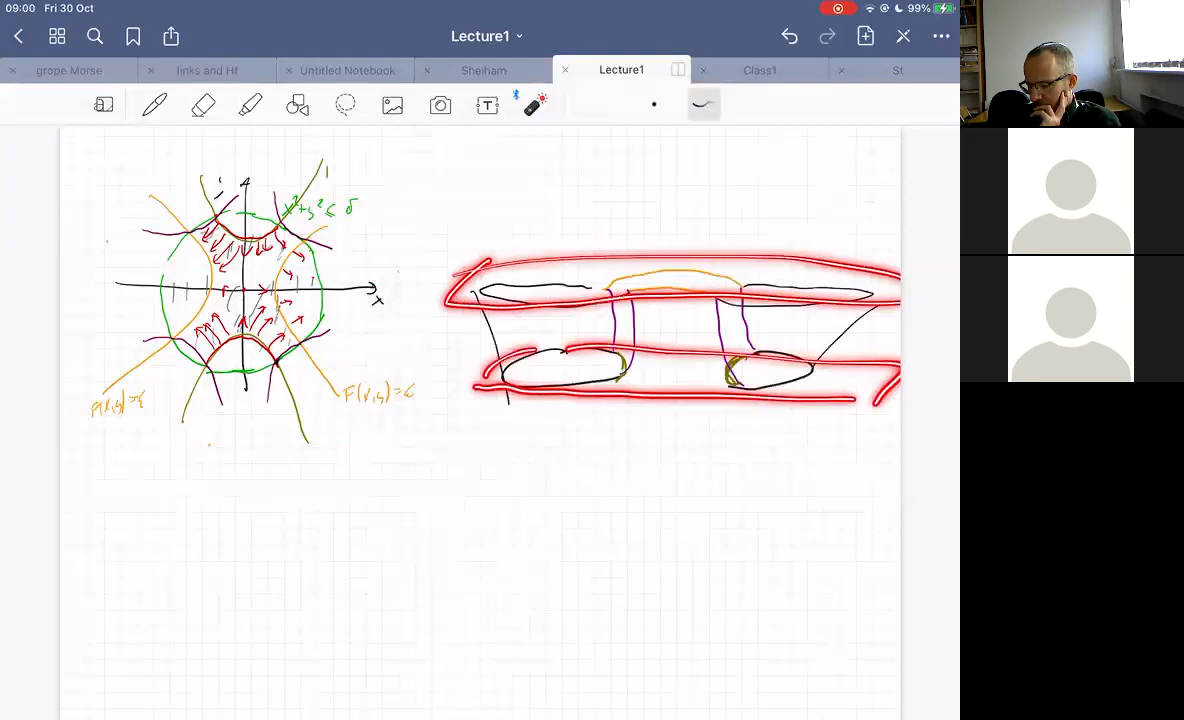 09:00 Fri 30 Oct
99%
Lecture1
grope Morse
links and Hf
Untitled Notebook
Sheiham
Lecture1
Class1
St
T
x²+y² ≤ δ
x
F(x,y)=ε
F(x,y)=ε